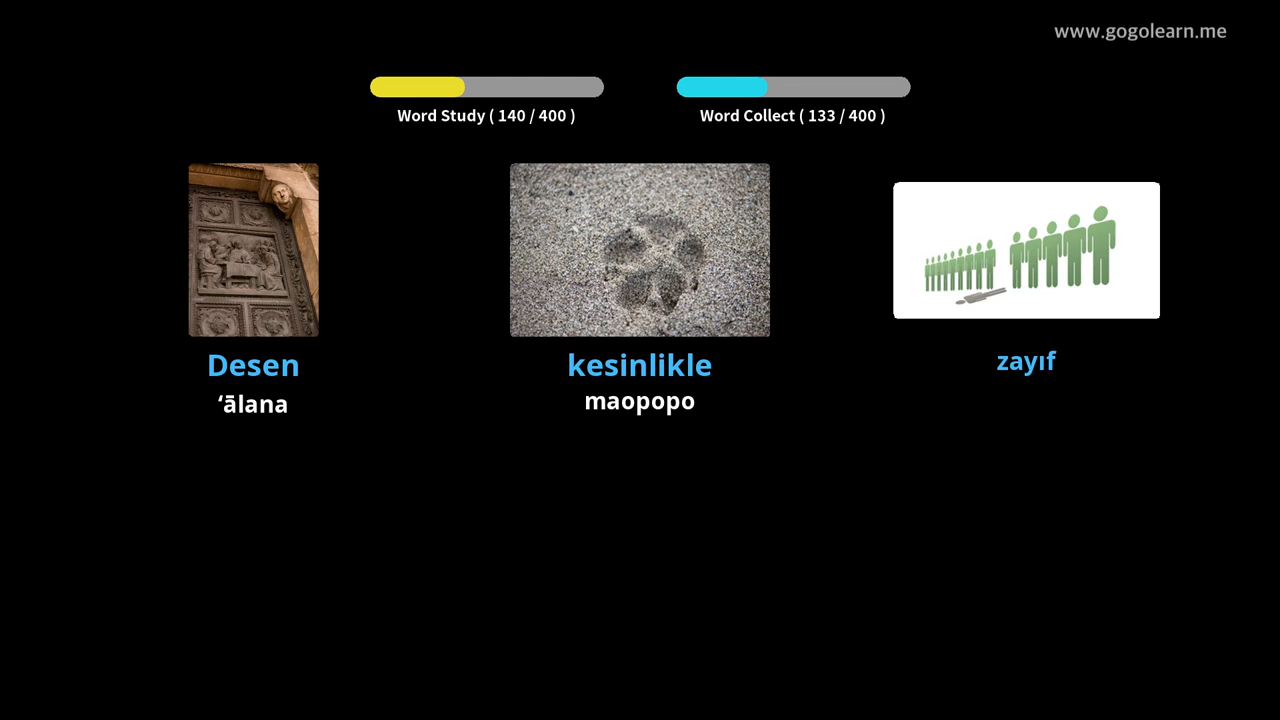 www.gogolearn.me
Word Study ( 140 / 400 )
Word Collect ( 133 / 400 )
Desen
ʻālana
kesinlikle
maopopo
zayıf